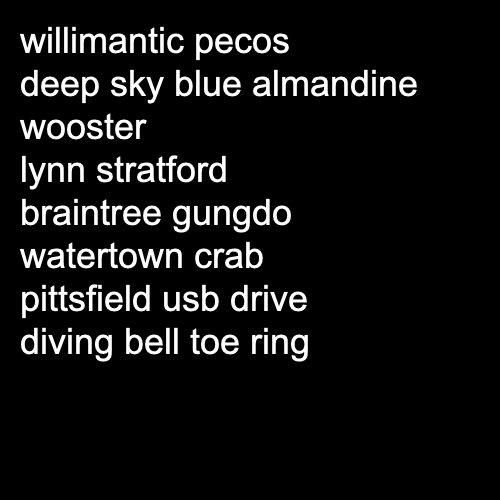 willimantic pecos
deep sky blue almandine
wooster
lynn stratford
braintree gungdo
watertown crab
pittsfield usb drive
diving bell toe ring